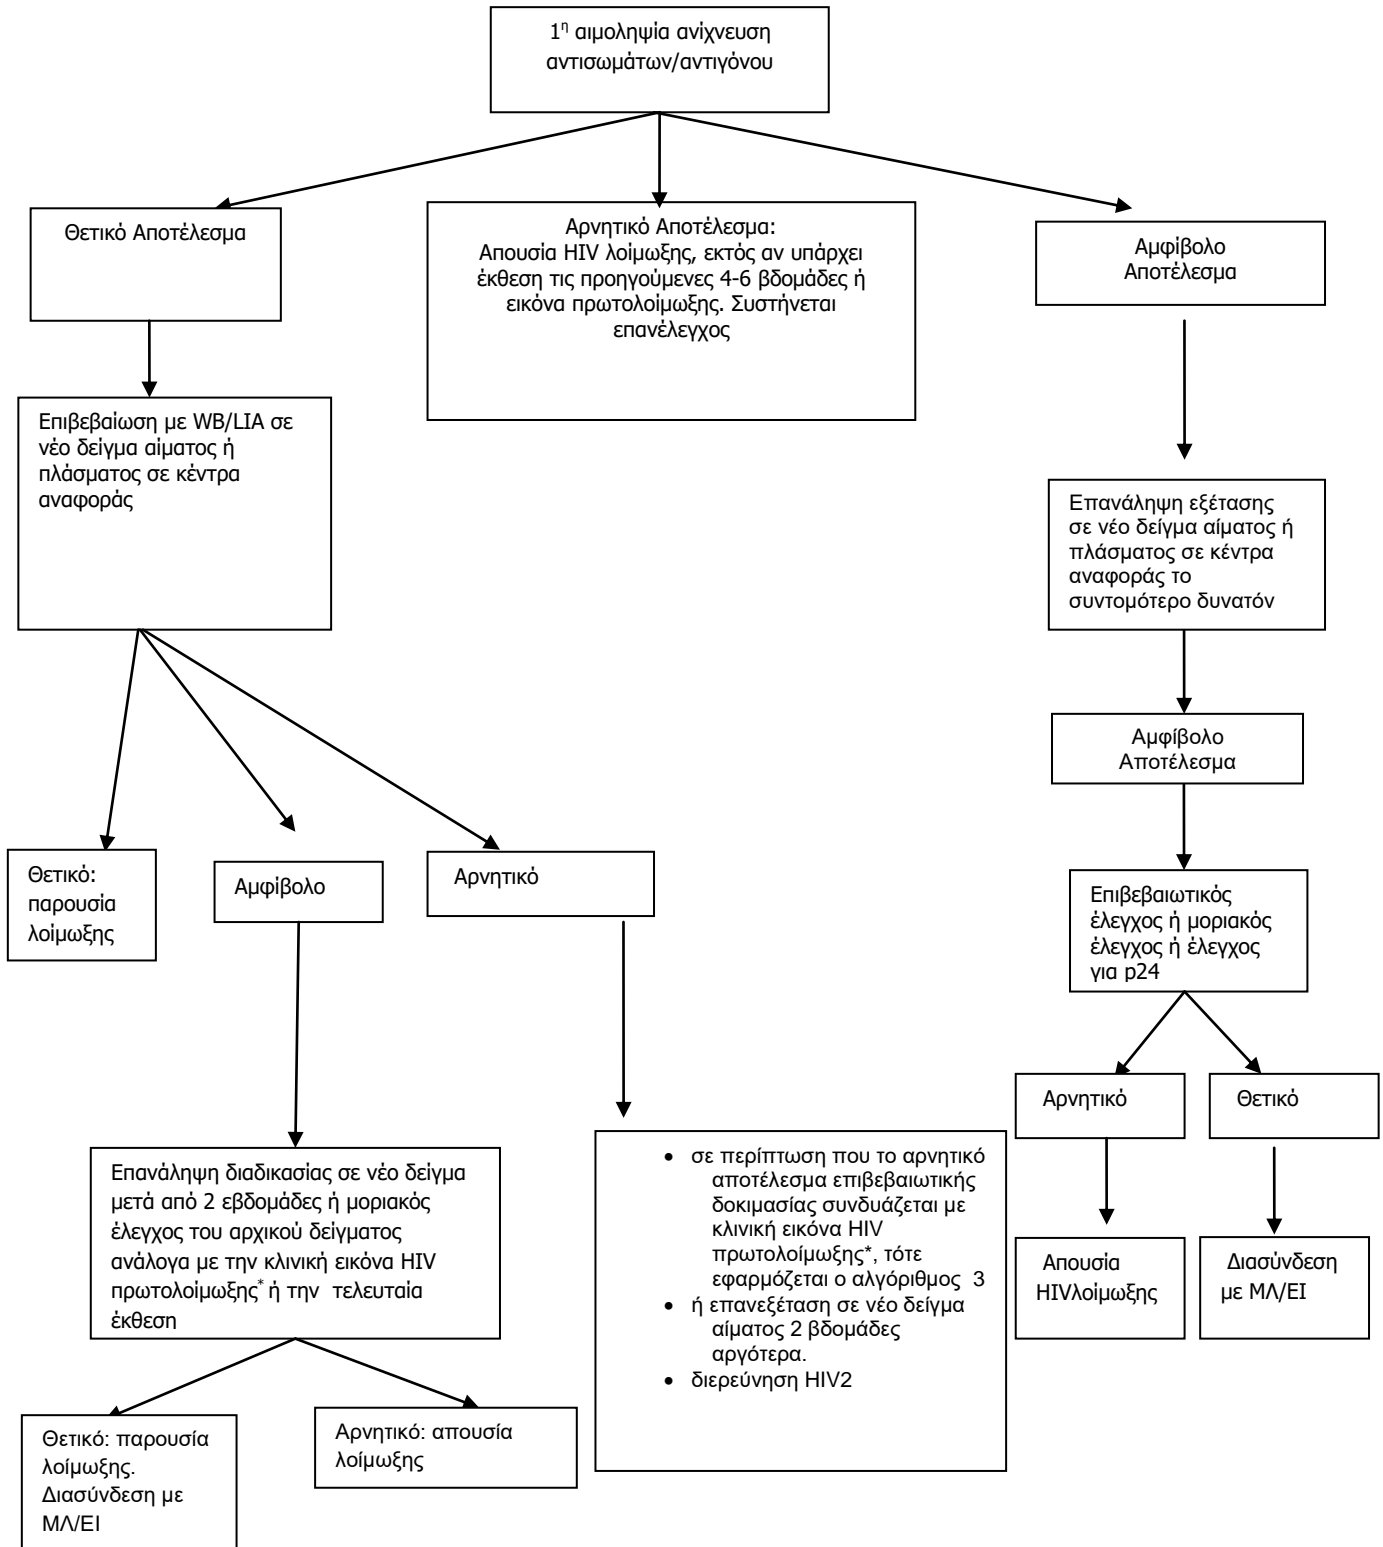 1η αιμοληψία ανίχνευση
αντισωμάτων/αντιγόνου
Θετικό Αποτέλεσμα
Αρνητικό Αποτέλεσμα:
Απουσία HIV λοίμωξης, εκτός αν υπάρχει
έκθεση τις προηγούμενες 4-6 βδομάδες ή
εικόνα πρωτολοίμωξης. Συστήνεται
επανέλεγχος
Αμφίβολο
Αποτέλεσμα
Επιβεβαίωση με WB/LIA σε
νέο δείγμα αίματος ή
πλάσματος σε κέντρα
αναφοράς
Επανάληψη εξέτασης
σε νέο δείγμα αίματος ή
πλάσματος σε κέντρα
αναφοράς το
συντομότερο δυνατόν
Αμφίβολο
Αποτέλεσμα
Θετικό:
παρουσία
λοίμωξης
Αμφίβολο
Αρνητικό
Επιβεβαιωτικός
έλεγχος ή μοριακός
έλεγχος ή έλεγχος
για p24
Αρνητικό
Θετικό
Επανάληψη διαδικασίας σε νέο δείγμα
μετά από 2 εβδομάδες ή μοριακός
έλεγχος του αρχικού δείγματος
ανάλογα με την κλινική εικόνα HIV
πρωτολοίμωξης* ή την τελευταία
έκθεση
• σε περίπτωση που το αρνητικό
αποτέλεσμα επιβεβαιωτικής
δοκιμασίας συνδυάζεται με
κλινική εικόνα HIV
πρωτολοίμωξης*, τότε
εφαρμόζεται ο αλγόριθμος 3
• ή επανεξέταση σε νέο δείγμα
αίματος 2 βδομάδες
αργότερα.
• διερεύνηση HIV2
Απουσία
HIVλοίμωξης
Διασύνδεση
με ΜΛ/ΕΙ
Θετικό: παρουσία
λοίμωξης.
Διασύνδεση με
ΜΛ/ΕΙ
Αρνητικό: απουσία
λοίμωξης